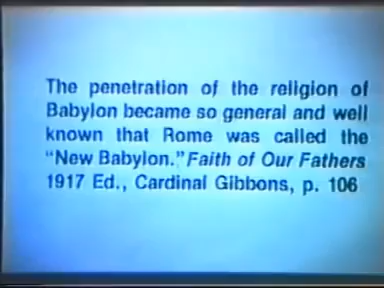 The penetration of the religion of
Babylon became so general and well
known that Rome was called the
"New Babylon." Faith of Our Fathers
1917 Ed., Cardinal Gibbons, p. 106